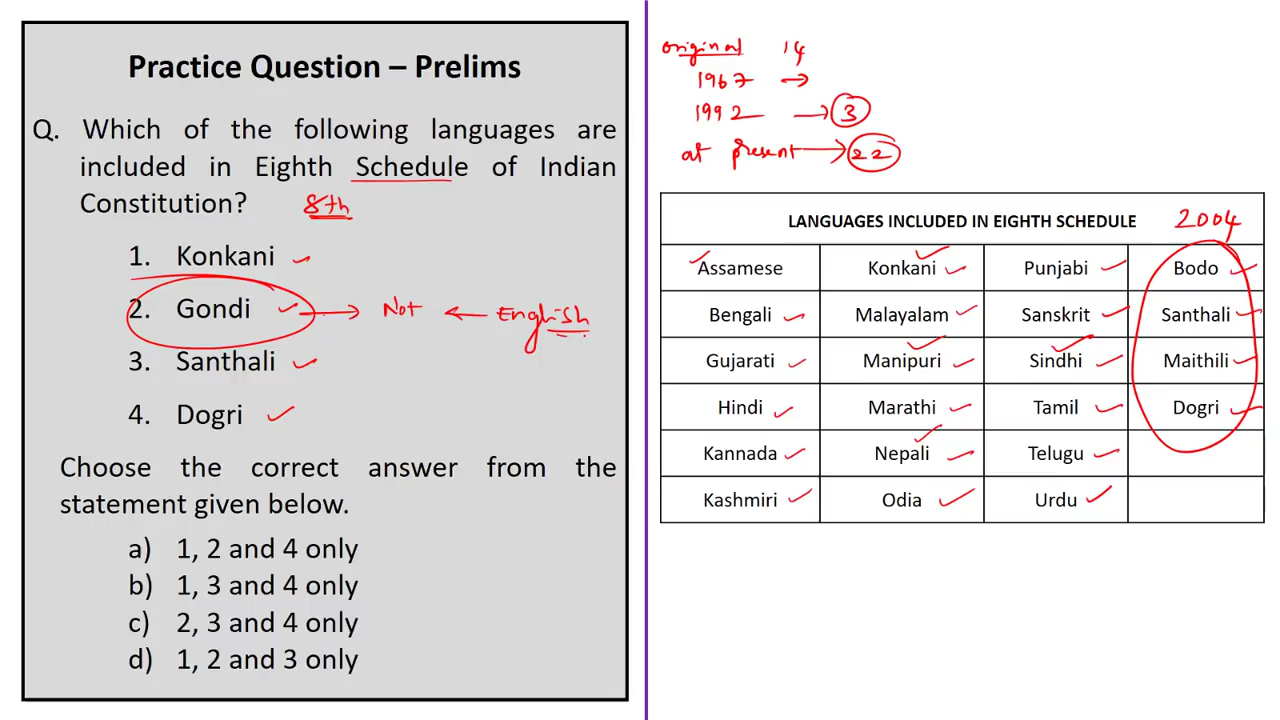 Practice Question – Prelims
Q. Which of the following languages are
included in Eighth Schedule of Indian
Constitution? 8th
1. Konkani
2. Gondi → Not ← English
3. Santhali
4. Dogri
Choose the correct answer from the
statement given below.
a) 1, 2 and 4 only
b) 1, 3 and 4 only
c) 2, 3 and 4 only
d) 1, 2 and 3 only
original 14
1967 →
1992 → 3
at present → 22
LANGUAGES INCLUDED IN EIGHTH SCHEDULE 2004
Assamese Konkani Punjabi Bodo
Bengali Malayalam Sanskrit Santhali
Gujarati Manipuri Sindhi Maithili
Hindi Marathi Tamil Dogri
Kannada Nepali Telugu
Kashmiri Odia Urdu